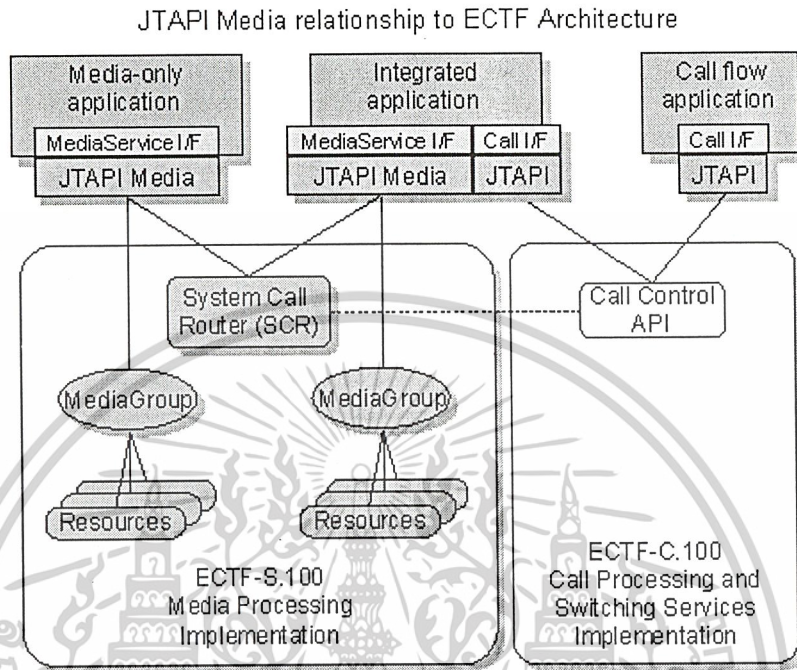 JTAPI Media relationship to ECTF Architecture
Media-only
application
MediaService I/F
JTAPI Media
Integrated
application
MediaService I/F
Call I/F
JTAPI Media
JTAPI
Call flow
application
Call I/F
JTAPI
System Call
Router (SCR)
Call Control
API
MediaGroup
MediaGroup
Resources
Resources
ECTF-S.100
Media Processing
Implementation
ECTF-C.100
Call Processing and
Switching Services
Implementation